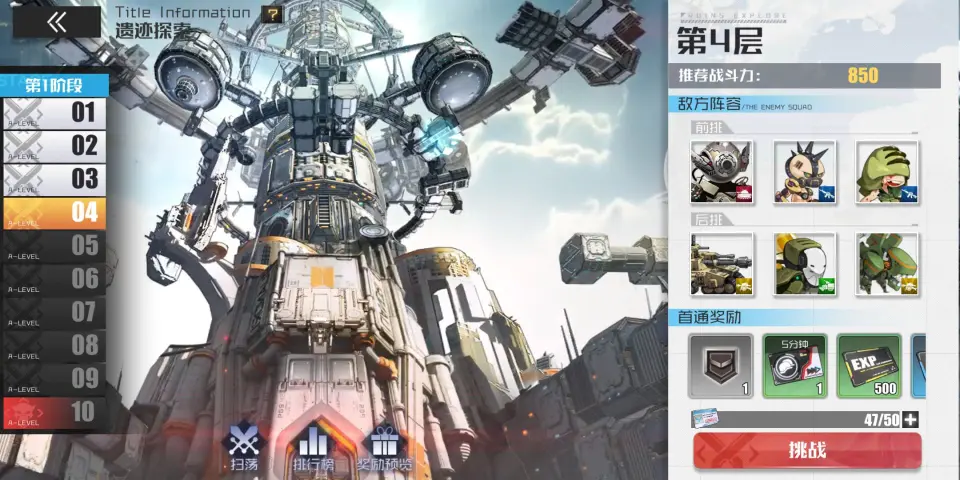 Title Information ?
遗迹探索
第1阶段
01
A-LEVEL
02
A-LEVEL
03
A-LEVEL
04
A-LEVEL
05
A-LEVEL
06
A-LEVEL
07
A-LEVEL
08
A-LEVEL
09
A-LEVEL
10
A-LEVEL
扫荡
排行榜
奖励预览
第4层
推荐战斗力: 850
敌方阵容/THE ENEMY SQUAD
前排
后排
首通奖励
1
5分钟
1
EXP
500
47/50 +
挑战